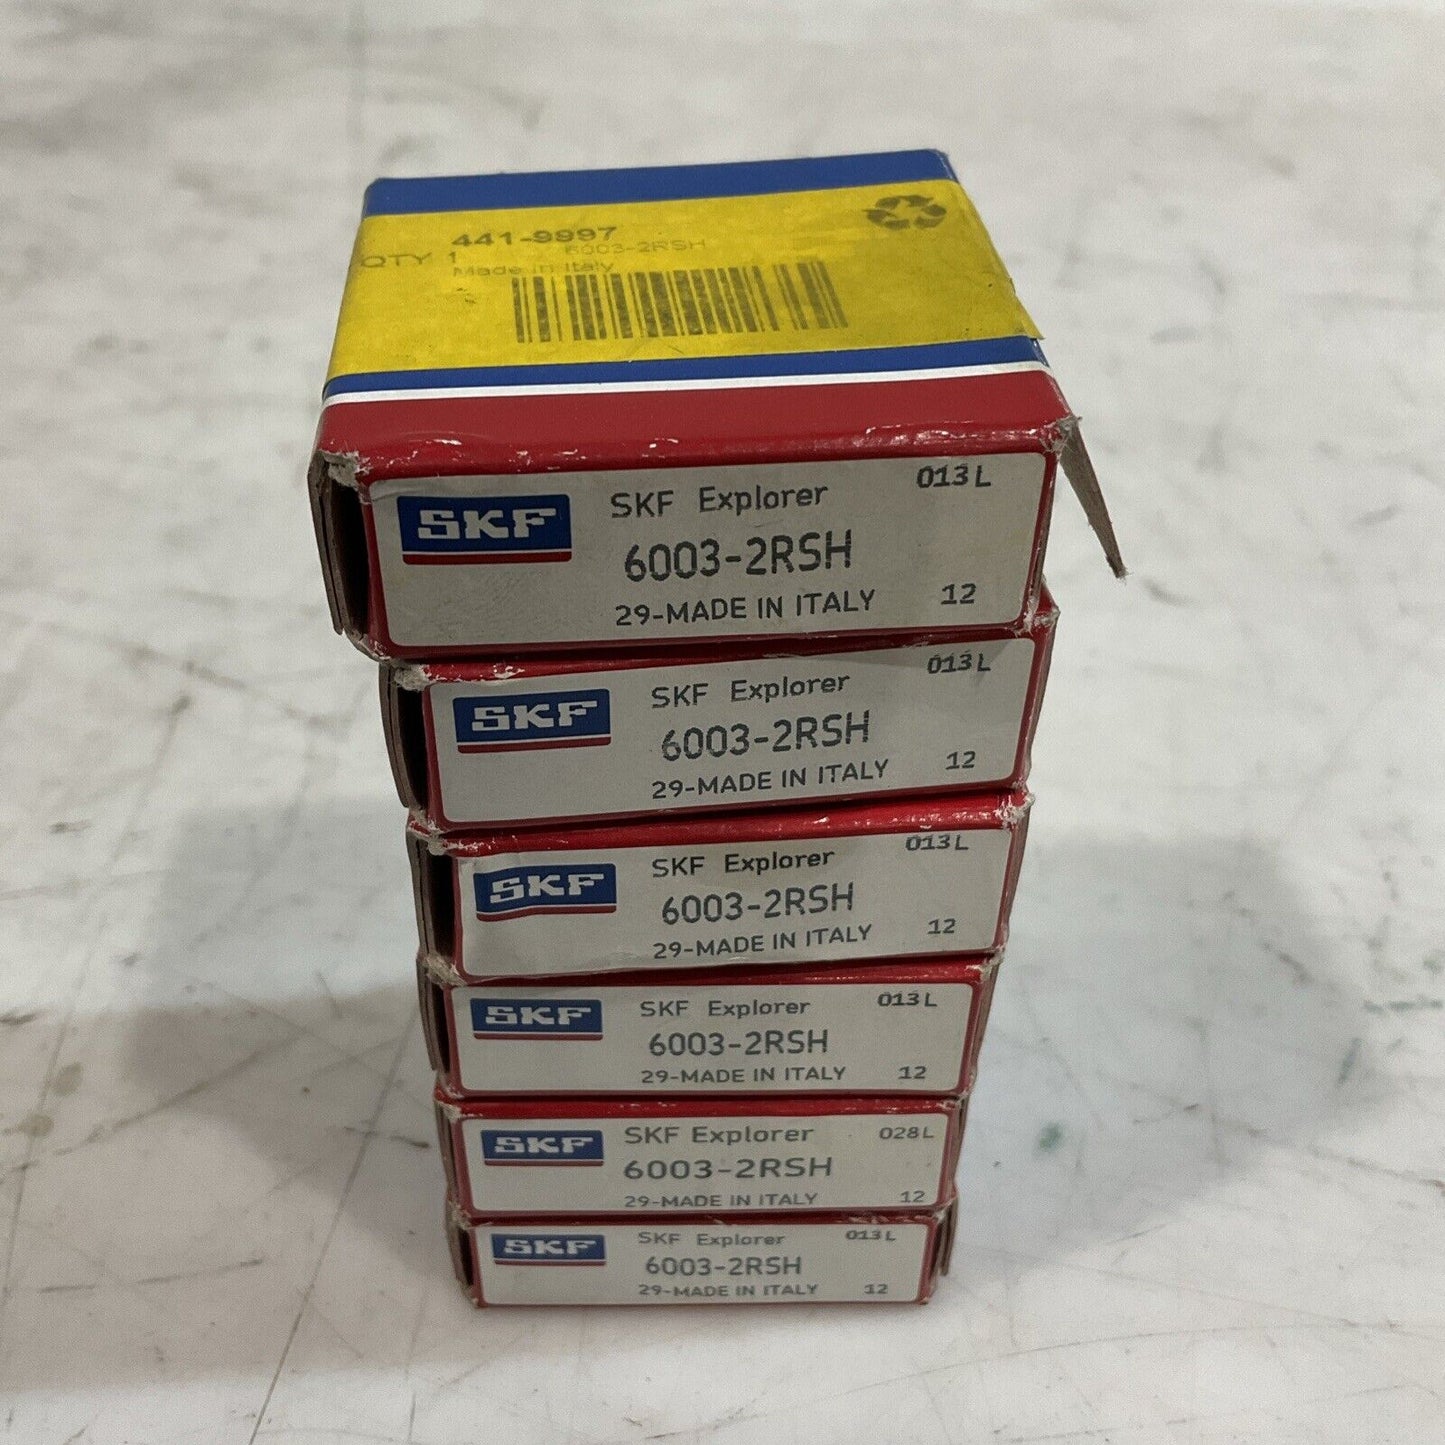 441-9997
6003-2RSH
QTY 1
Made in Italy
SKF SKF Explorer 013L
6003-2RSH
29-MADE IN ITALY 12
SKF SKF Explorer 013L
6003-2RSH
29-MADE IN ITALY 12
SKF SKF Explorer 013L
6003-2RSH
29-MADE IN ITALY 12
SKF SKF Explorer 013L
6003-2RSH
29-MADE IN ITALY 12
SKF SKF Explorer 028L
6003-2RSH
29-MADE IN ITALY 12
SKF SKF Explorer 013L
6003-2RSH
29-MADE IN ITALY 12